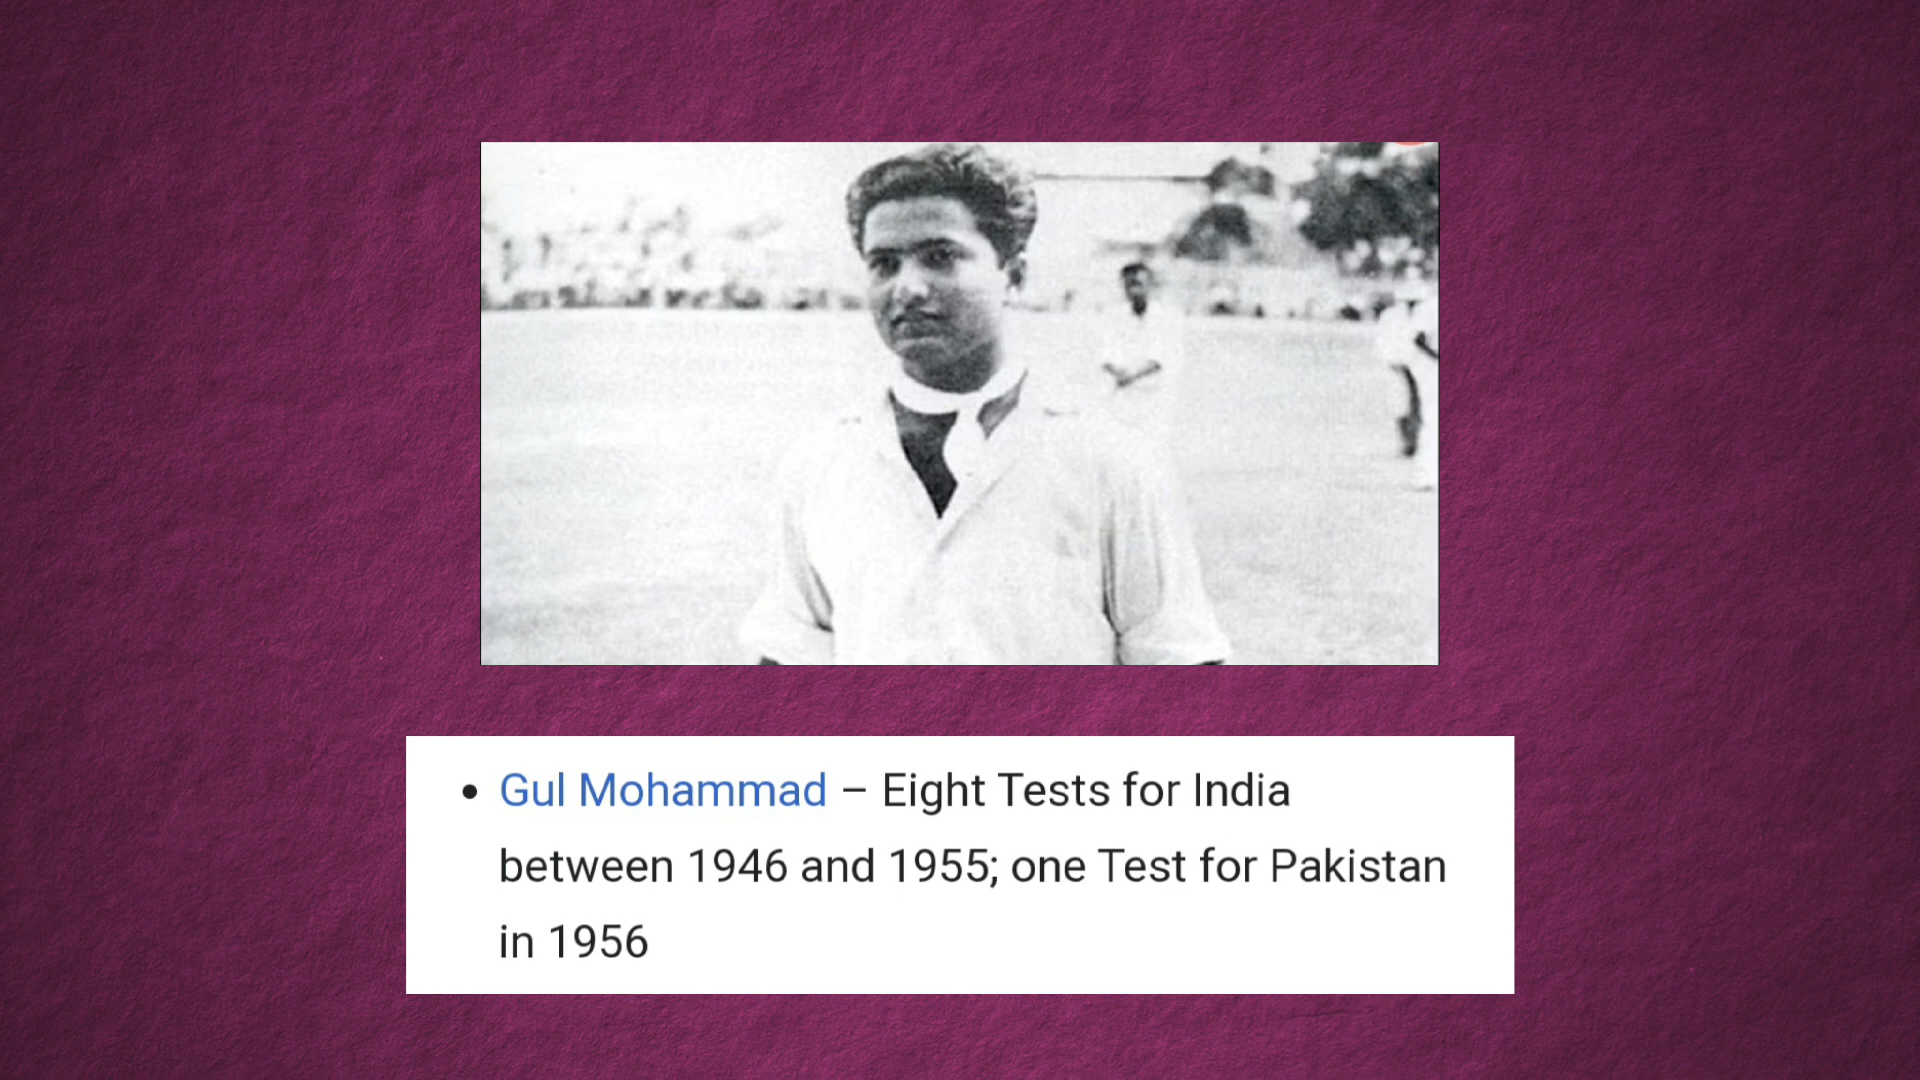 • Gul Mohammad – Eight Tests for India
between 1946 and 1955; one Test for Pakistan
in 1956